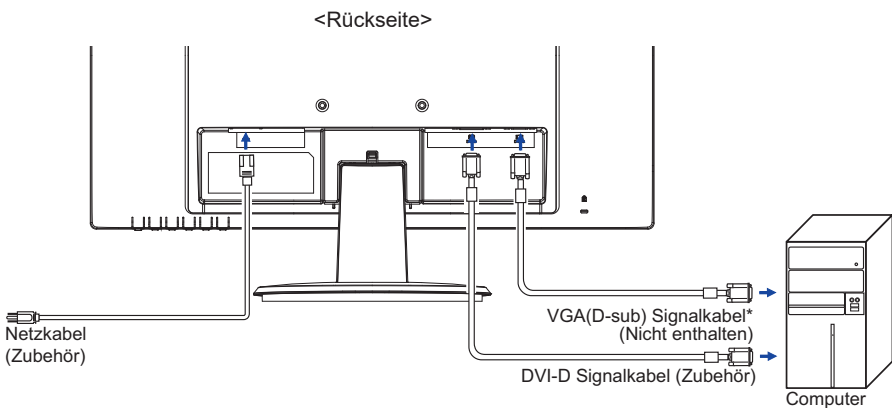 <Rückseite>
VGA(D-sub) Signalkabel*
(Nicht enthalten)
Netzkabel
(Zubehör)
DVI-D Signalkabel (Zubehör)
Computer